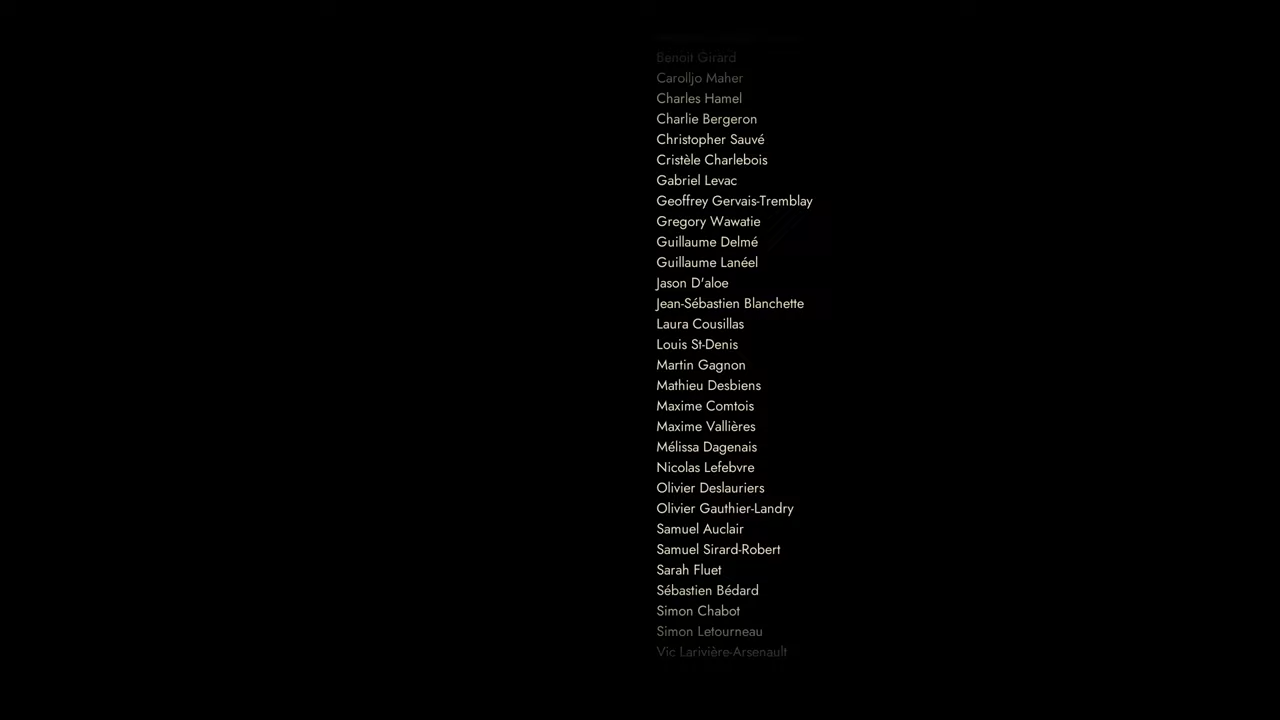 Benoit Girard
Carolljo Maher
Charles Hamel
Charlie Bergeron
Christopher Sauvé
Cristèle Charlebois
Gabriel Levac
Geoffrey Gervais-Tremblay
Gregory Wawatie
Guillaume Delmé
Guillaume Lanéel
Jason D'aloe
Jean-Sébastien Blanchette
Laura Cousillas
Louis St-Denis
Martin Gagnon
Mathieu Desbiens
Maxime Comtois
Maxime Vallières
Mélissa Dagenais
Nicolas Lefebvre
Olivier Deslauriers
Olivier Gauthier-Landry
Samuel Auclair
Samuel Sirard-Robert
Sarah Fluet
Sébastien Bédard
Simon Chabot
Simon Letourneau
Vic Larivière-Arsenault